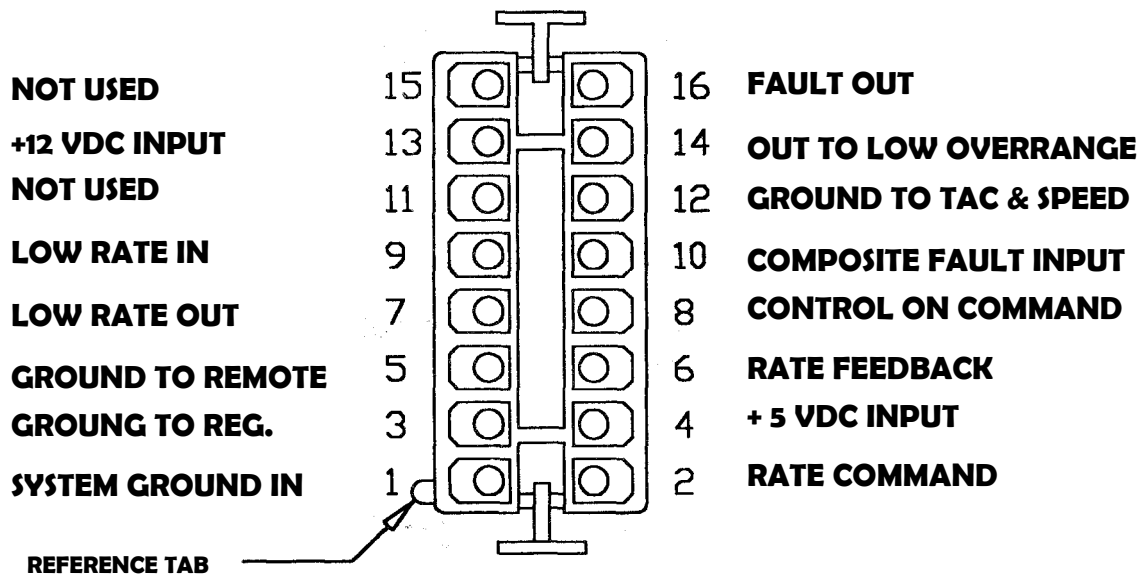 NOT USED 15 16 FAULT OUT
+12 VDC INPUT 13 14 OUT TO LOW OVERRANGE
NOT USED 11 12 GROUND TO TAC & SPEED
LOW RATE IN 9 10 COMPOSITE FAULT INPUT
LOW RATE OUT 7 8 CONTROL ON COMMAND
GROUND TO REMOTE 5 6 RATE FEEDBACK
GROUNG TO REG. 3 4 + 5 VDC INPUT
SYSTEM GROUND IN 1 2 RATE COMMAND
REFERENCE TAB